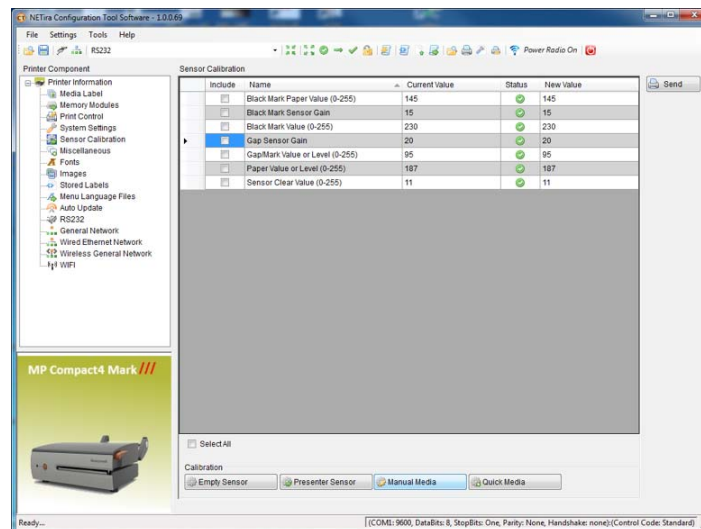 NETira Configuration Tool Software - 1.0.0.69
File Settings Tools Help
RS232 Power Radio On
Printer Component
Printer Information
Media Label
Memory Modules
Print Control
System Settings
Sensor Calibration
Miscellaneous
Fonts
Images
Stored Labels
Menu Language Files
Auto Update
RS232
General Network
Wired Ethernet Network
Wireless General Network
WIFI
Sensor Calibration
Include Name Current Value Status New Value
Black Mark Paper Value (0-255) 145 145
Black Mark Sensor Gain 15 15
Black Mark Value (0-255) 230 230
Gap Sensor Gain 20 20
Gap/Mark Value or Level (0-255) 95 95
Paper Value or Level (0-255) 187 187
Sensor Clear Value (0-255) 11 11
Send
MP Compact4 Mark ///
Select All
Calibration
Empty Sensor Presenter Sensor Manual Media Quick Media
Ready... (COM1: 9600, DataBits: 8, StopBits: One, Parity: None, Handshake: none):(Control Code: Standard)